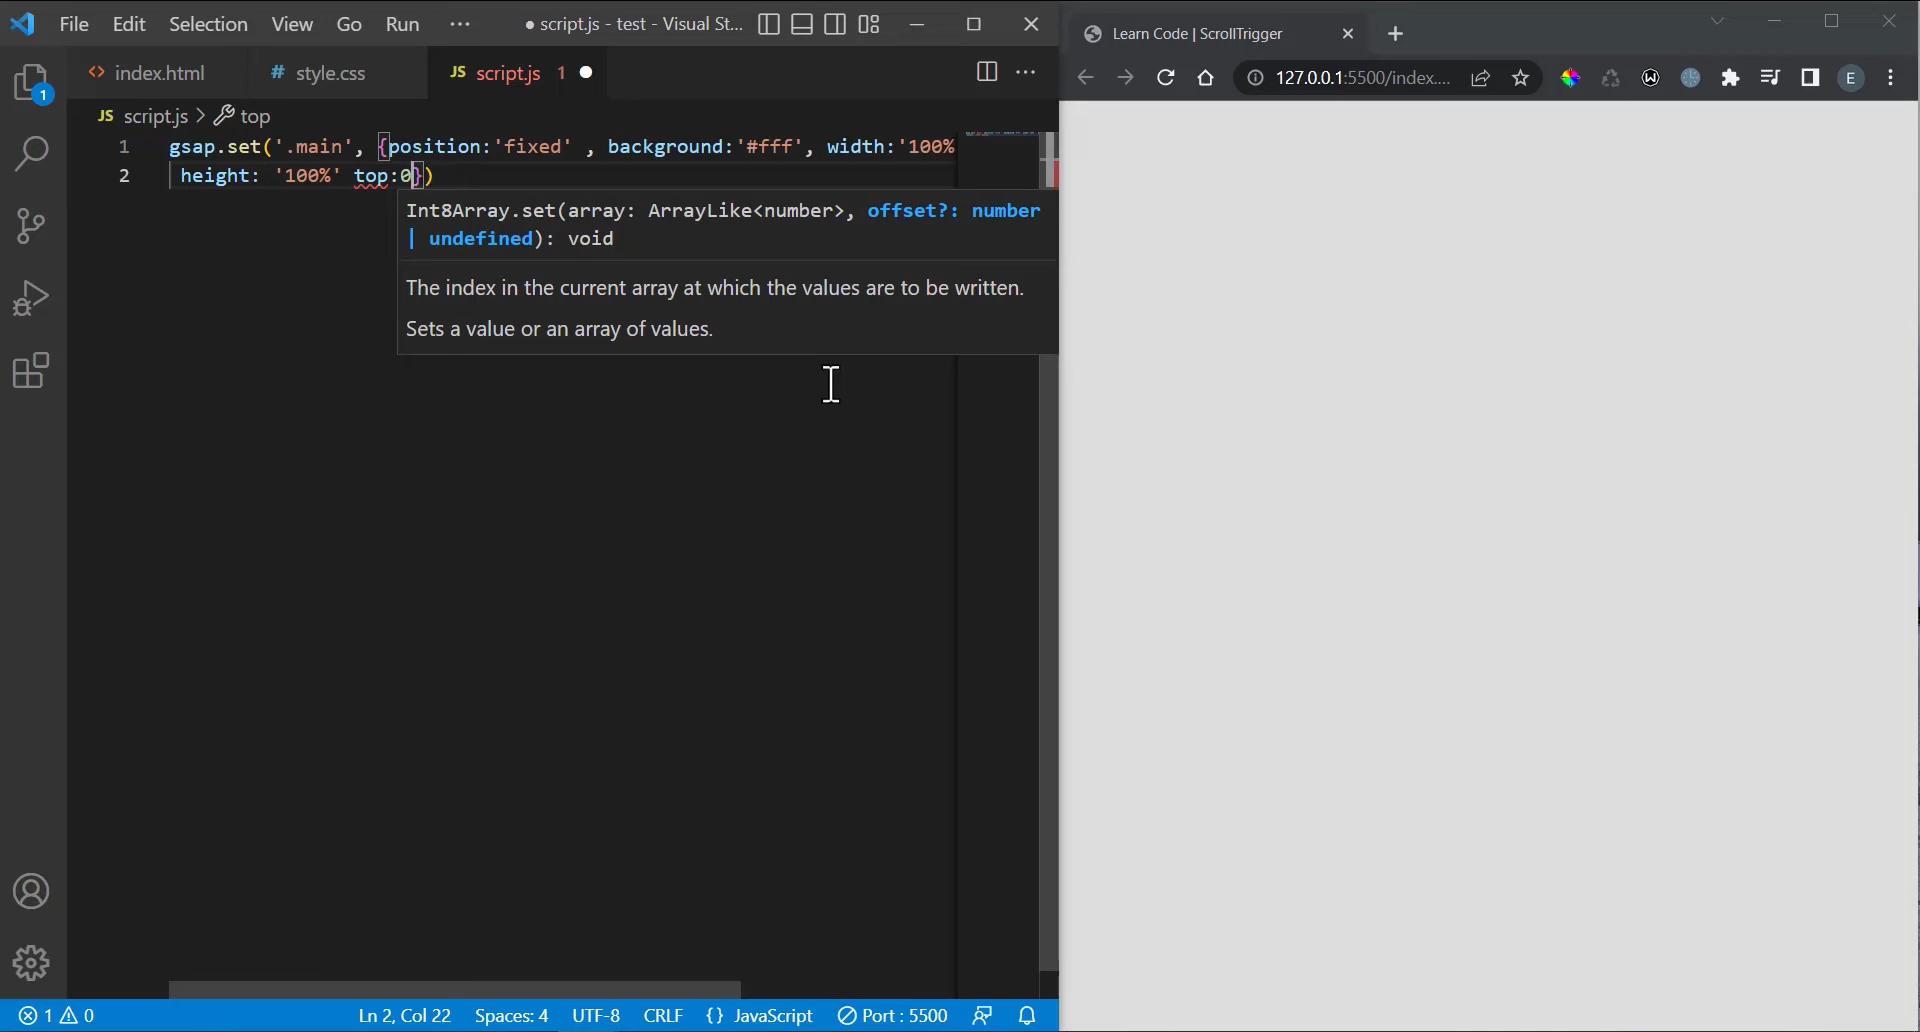 File Edit Selection View Go Run ··· ● script.js - test - Visual St...
Learn Code | ScrollTrigger
127.0.0.1:5500/index.... E
<> index.html # style.css JS script.js 1 ●
1
JS script.js > top
1 gsap.set('.main', {position:'fixed' , background:'#fff', width:'100%
2 height: '100%' top:0})
Int8Array.set(array: ArrayLike<number>, offset?: number
| undefined): void
The index in the current array at which the values are to be written.
Sets a value or an array of values.
1 0 Ln 2, Col 22 Spaces: 4 UTF-8 CRLF {} JavaScript Port : 5500